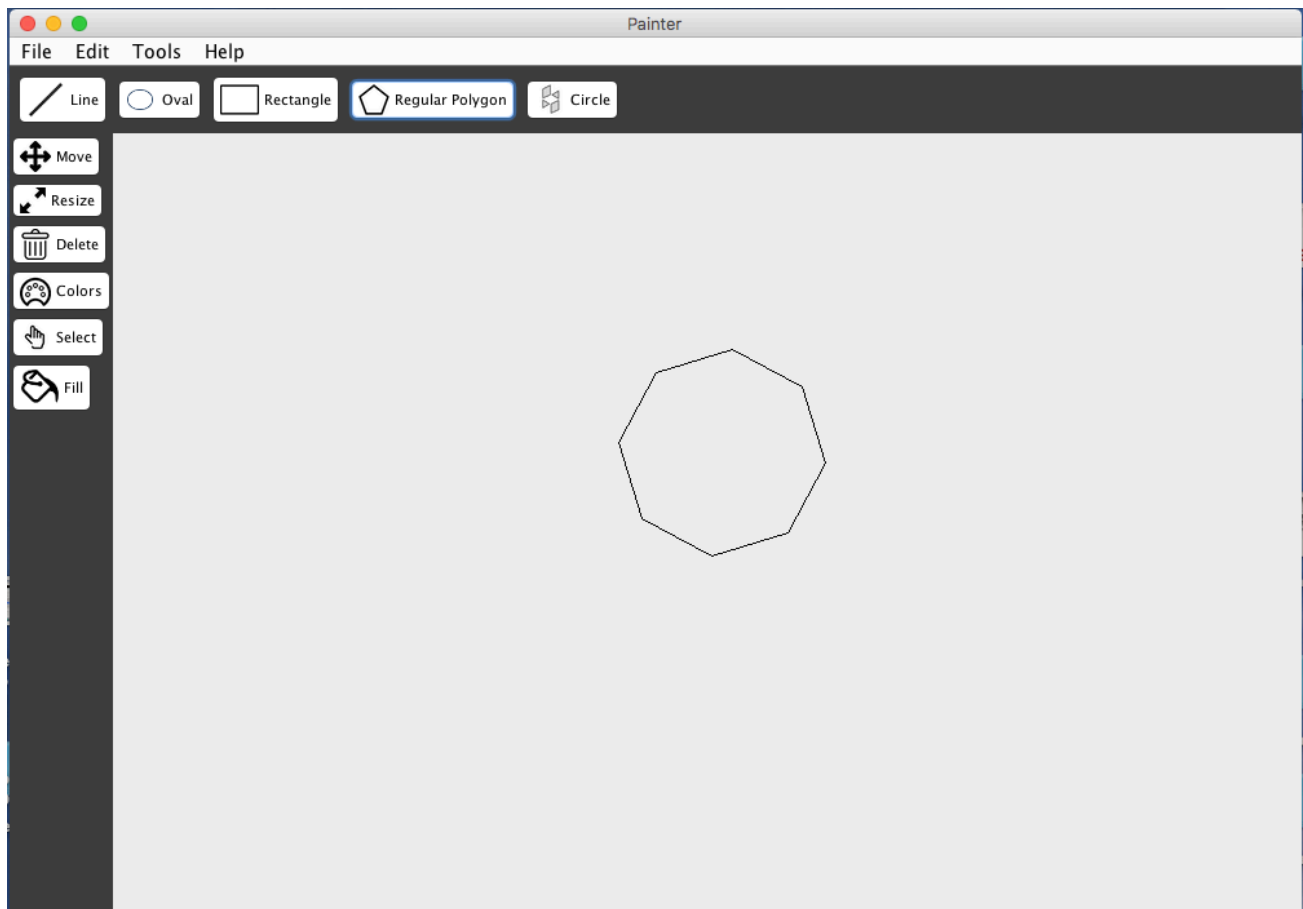 Painter
File Edit Tools Help
Line Oval Rectangle Regular Polygon Circle
Move
Resize
Delete
Colors
Select
Fill